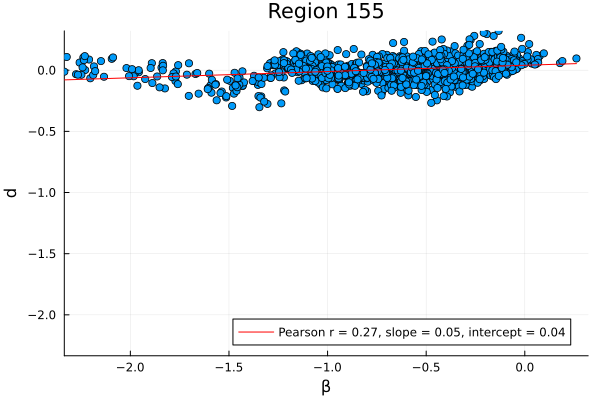 Region 155
0.0
−0.5
−1.0
−1.5
−2.0
d
−2.0 −1.5 −1.0 −0.5 0.0
β
Pearson r = 0.27, slope = 0.05, intercept = 0.04